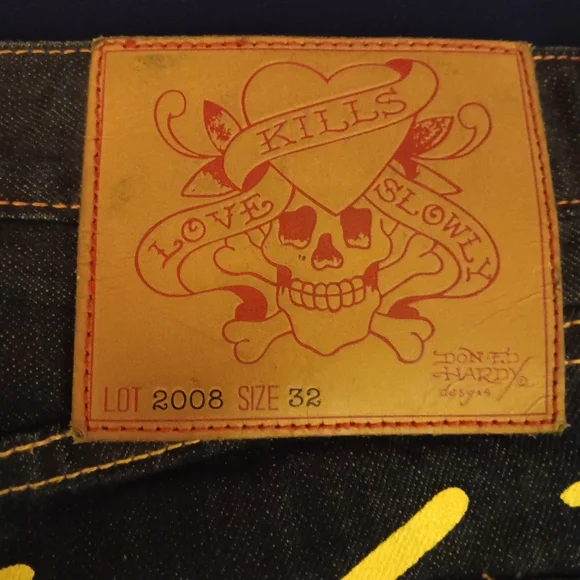 KILLS
LOVE
SLOWLY
DON ED
HARDY®
designs
LOT 2008 SIZE 32